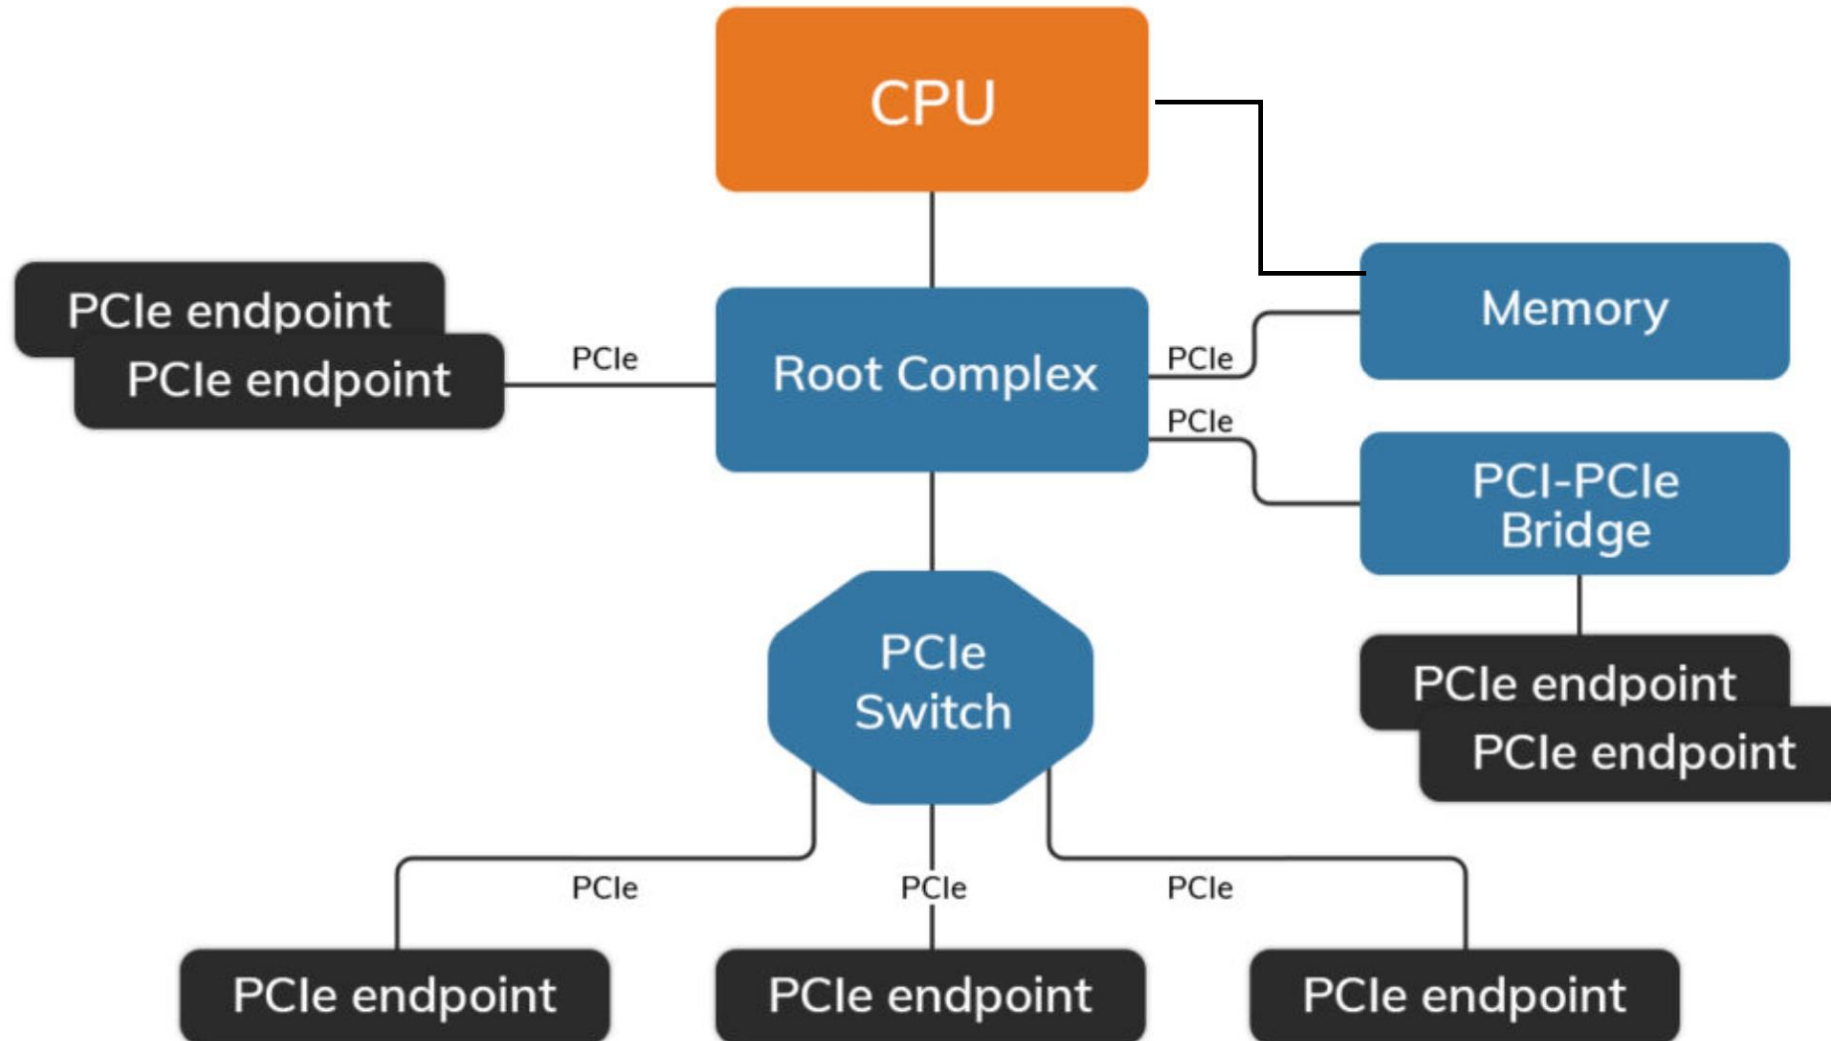 CPU
PCIe endpoint
PCIe endpoint
PCIe
Root Complex
PCIe
PCIe
Memory
PCI-PCIe
Bridge
PCIe endpoint
PCIe endpoint
PCIe
Switch
PCIe
PCIe
PCIe
PCIe endpoint
PCIe endpoint
PCIe endpoint